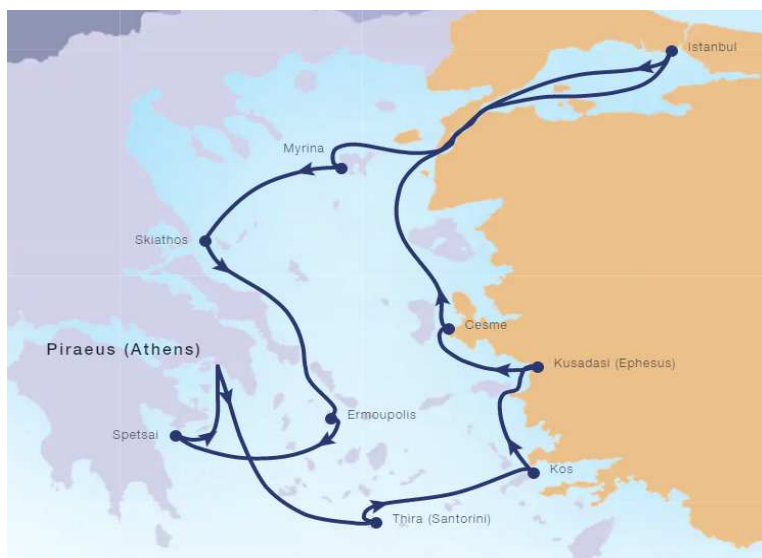 Istanbul
Myrina
Skiathos
Cesme
Piraeus (Athens)
Kusadasi (Ephesus)
Ermoupolis
Spetsai
Kos
Thira (Santorini)